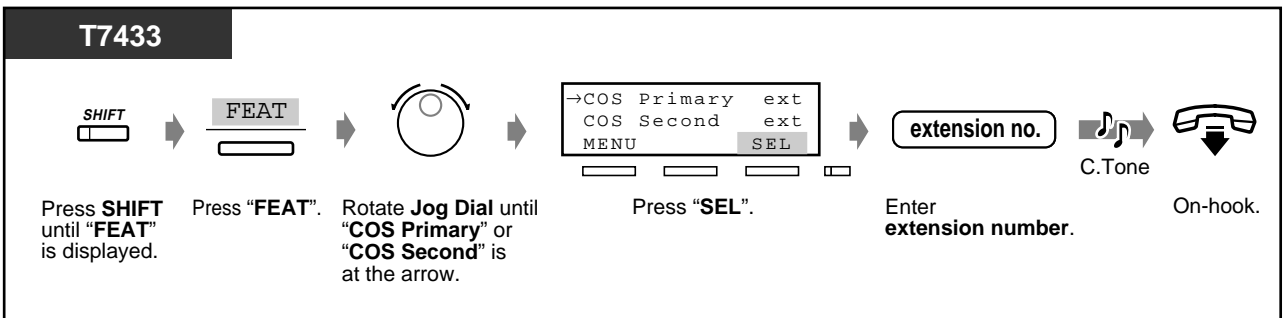 T7433
SHIFT
FEAT
→COS Primary ext
COS Second ext
MENU SEL
extension no.
C.Tone
Press SHIFT
until “FEAT”
is displayed.
Press “FEAT”.
Rotate Jog Dial until
“COS Primary” or
“COS Second” is
at the arrow.
Press “SEL”.
Enter
extension number.
On-hook.